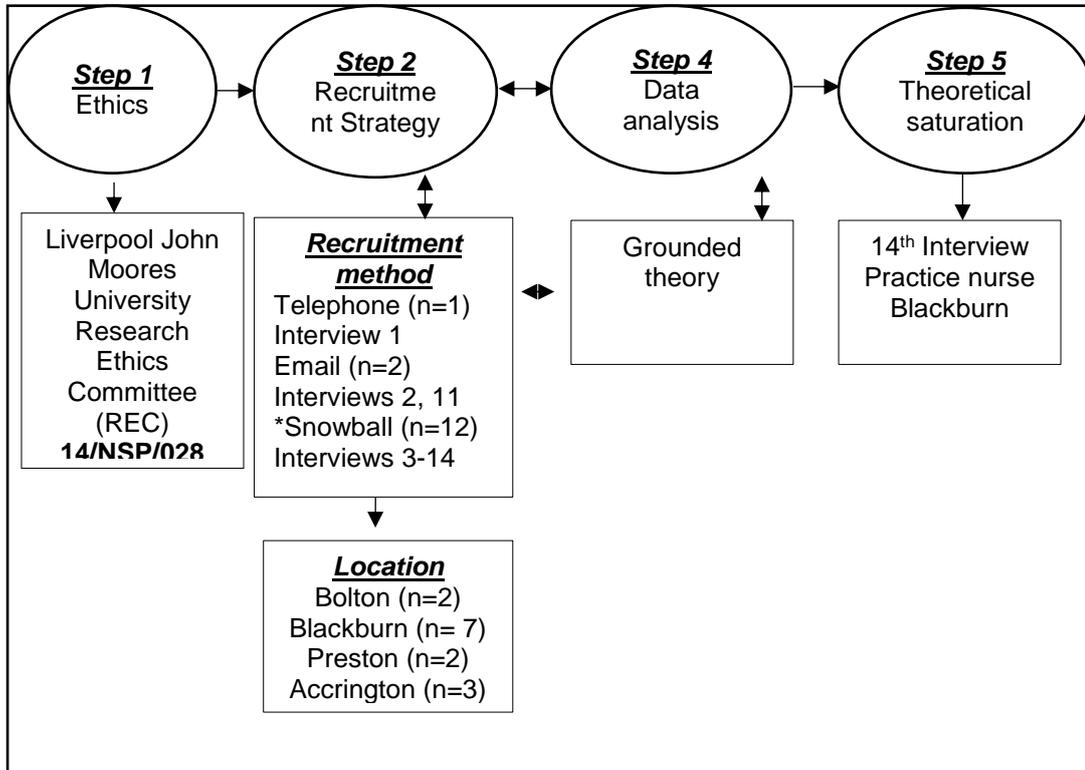 Step 1
Ethics
Step 2
Recruitme
nt Strategy
Step 4
Data
analysis
Step 5
Theoretical
saturation
Liverpool John
Moores
University
Research
Ethics
Committee
(REC)
14/NSP/028
Recruitment
method
Telephone (n=1)
Interview 1
Email (n=2)
Interviews 2, 11
*Snowball (n=12)
Interviews 3-14
Grounded
theory
14th Interview
Practice nurse
Blackburn
Location
Bolton (n=2)
Blackburn (n= 7)
Preston (n=2)
Accrington (n=3)